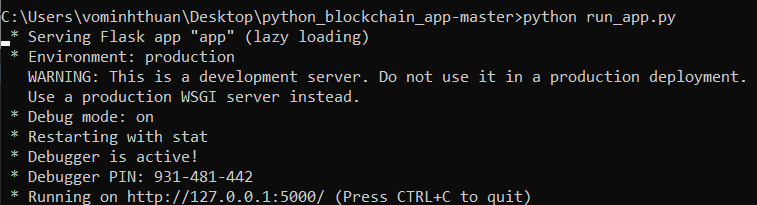 C:\Users\vominhthuan\Desktop\python_blockchain_app-master>python run_app.py
* Serving Flask app "app" (lazy loading)
* Environment: production
WARNING: This is a development server. Do not use it in a production deployment.
Use a production WSGI server instead.
* Debug mode: on
* Restarting with stat
* Debugger is active!
* Debugger PIN: 931-481-442
* Running on http://127.0.0.1:5000/ (Press CTRL+C to quit)